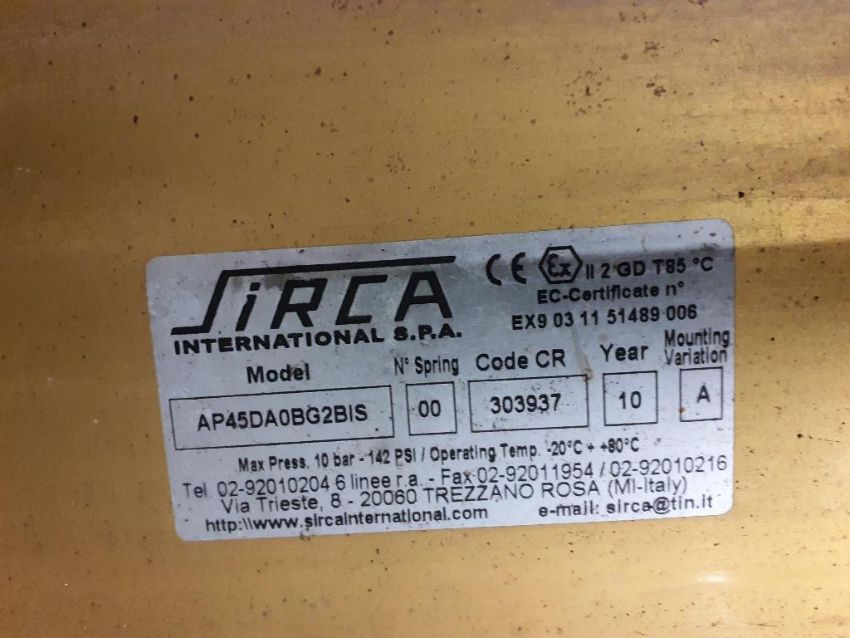 SiRCA
INTERNATIONAL S.P.A.
CE Ex II 2 GD T85 °C
EC-Certificate n°
EX9 03 11 51489 006
Model N° Spring Code CR Year Mounting Variation
AP45DA0BG2BIS 00 303937 10 A
Max Press. 10 bar - 142 PSI / Operating Temp. -20°C ÷ +80°C
Tel. 02-92010204 6 linee r.a. - Fax 02-92011954 / 02-92010216
Via Trieste, 8 - 20060 TREZZANO ROSA (MI-Italy)
http:\\www.sircainternational.com e-mail: sirca@tin.it